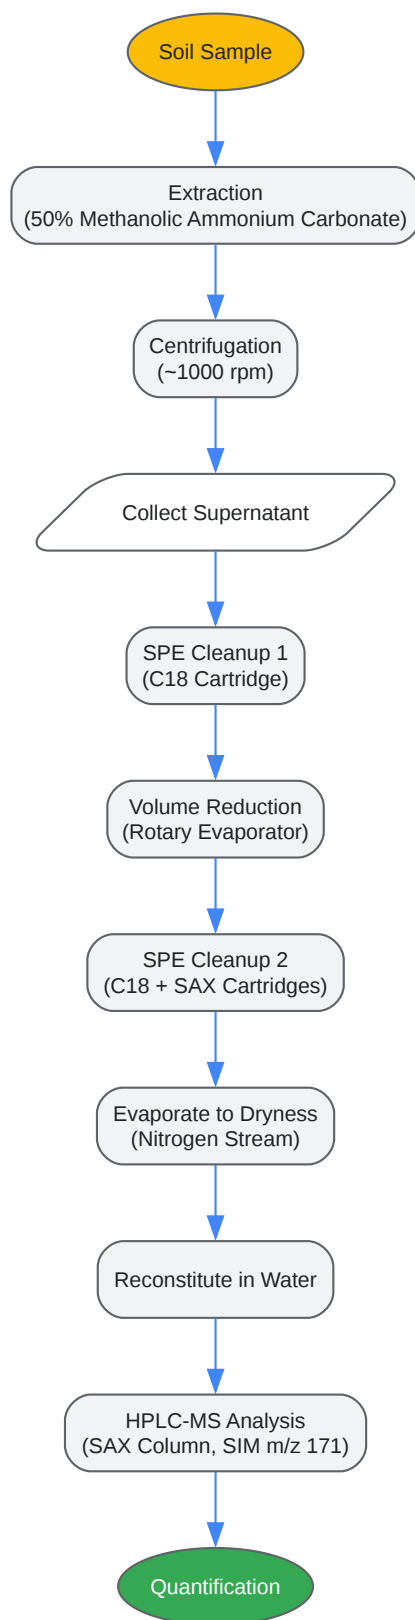 Soil Sample
Extraction
(50% Methanolic Ammonium Carbonate)
Centrifugation
(~1000 rpm)
Collect Supernatant
SPE Cleanup 1
(C18 Cartridge)
Volume Reduction
(Rotary Evaporator)
SPE Cleanup 2
(C18 + SAX Cartridges)
Evaporate to Dryness
(Nitrogen Stream)
Reconstitute in Water
HPLC-MS Analysis
(SAX Column, SIM m/z 171)
Quantification